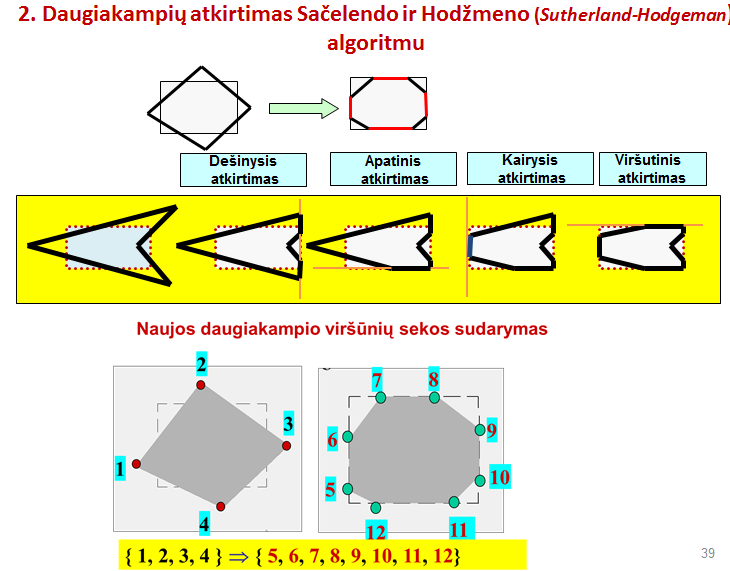 2. Daugiakampių atkirtimas Sačelendo ir Hodžmeno (Sutherland-Hodgeman)
algoritmu
Dešinysis
atkirtimas
Apatinis
atkirtimas
Kairysis
atkirtimas
Viršutinis
atkirtimas
Naujos daugiakampio viršūnių sekos sudarymas
2
3
1
4
7
8
6
9
5
10
12
11
{ 1, 2, 3, 4 } ⇒ { 5, 6, 7, 8, 9, 10, 11, 12}
39